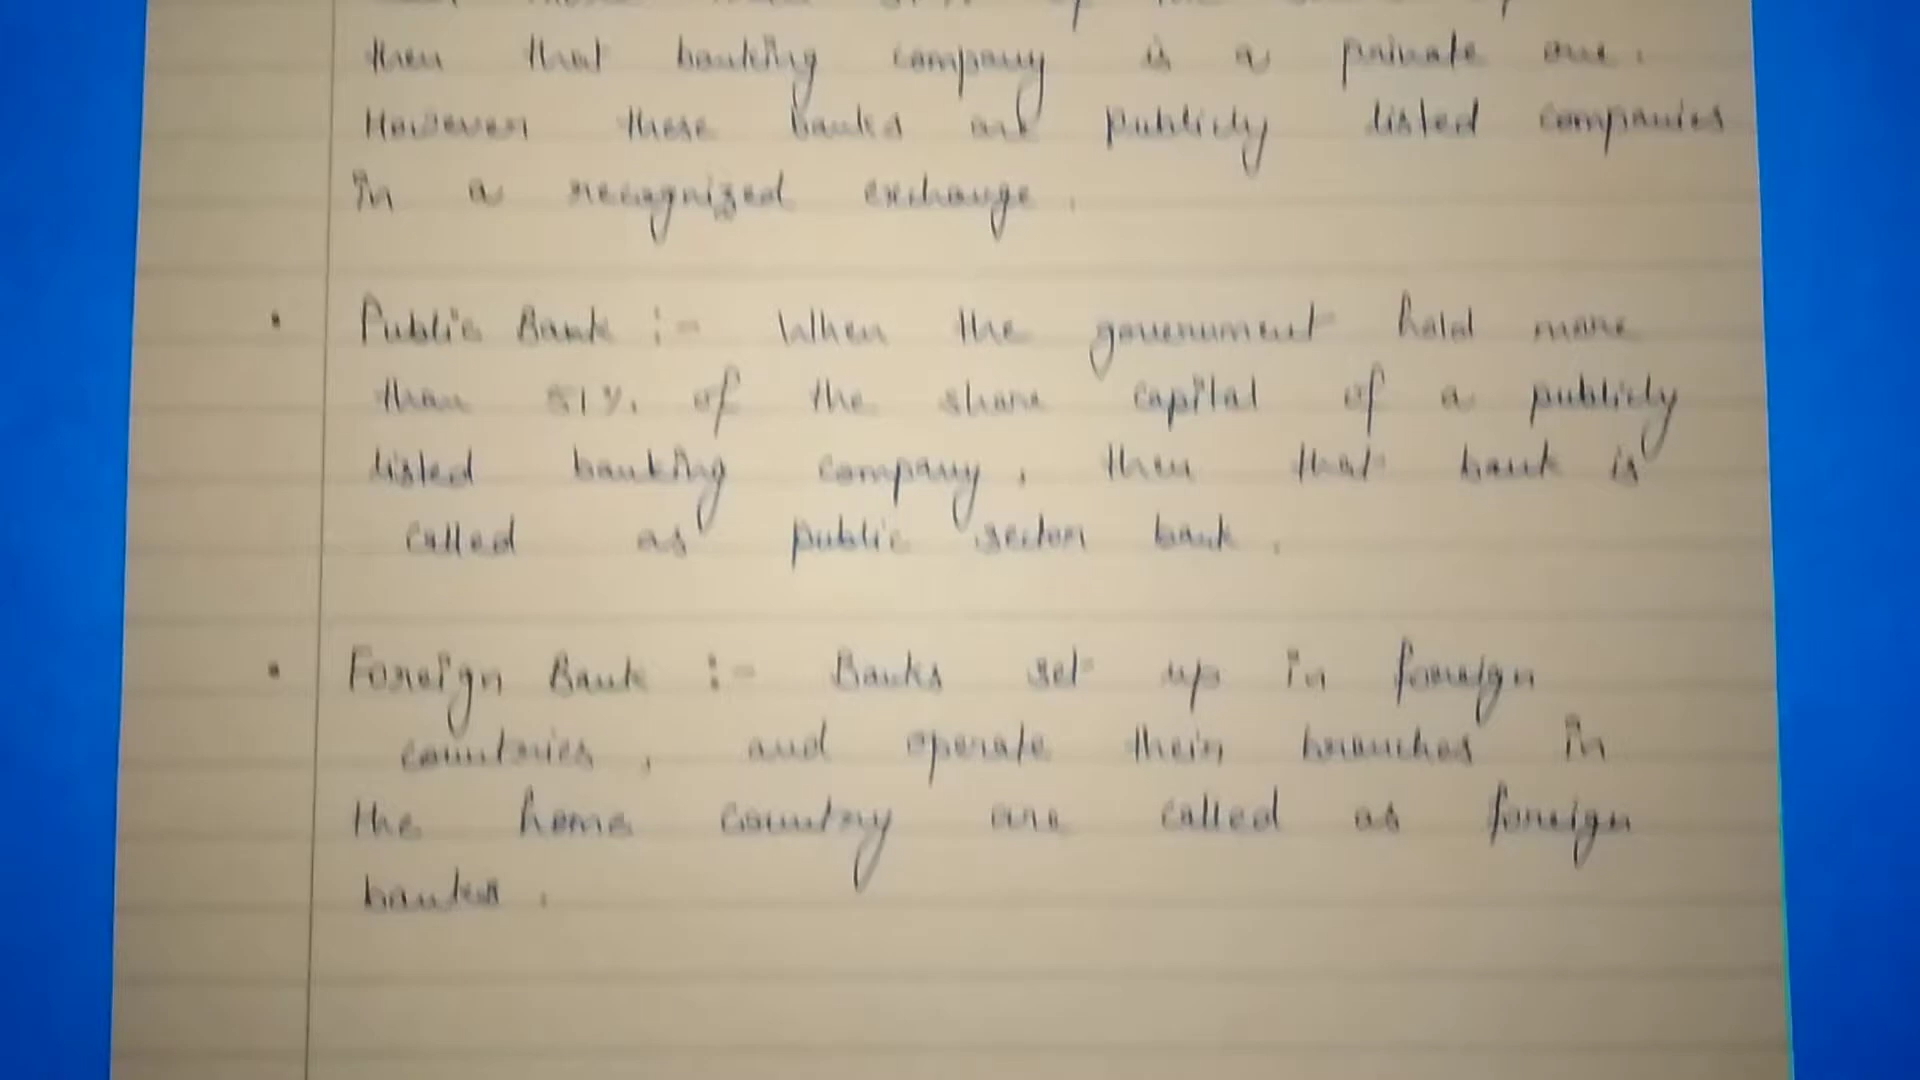 then that banking company is a private one.
However these banks are publicly listed companies
in a recognized exchange.
• Public Bank :- When the government hold more
than 51% of the share capital of a publicly
listed banking company, then that bank is
called as public sector bank.
• Foreign Bank :- Banks set up in foreign
countries, and operate their branches in
the home country are called as foreign
banks.